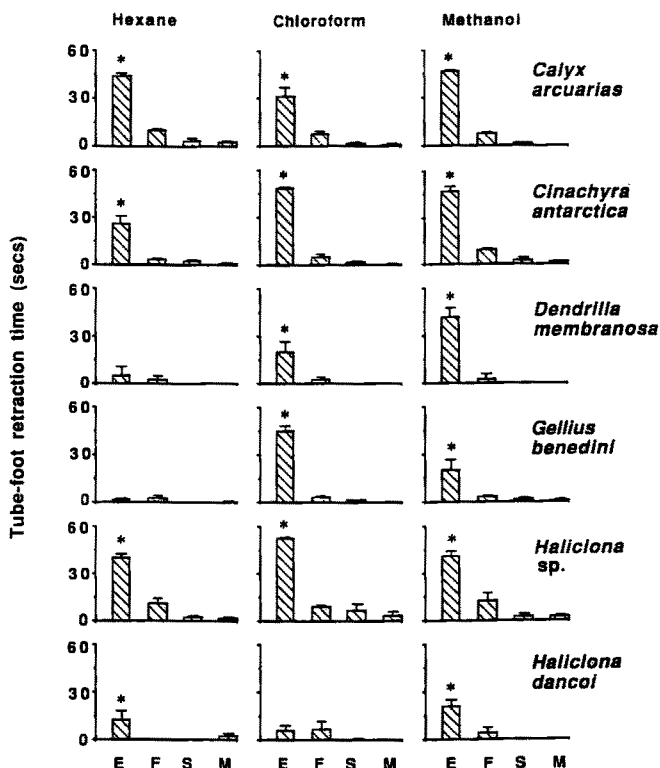 Hexane Chloroform Methanol
Tube-foot retraction time (secs)
60 * * *
30
0
Calyx
arcuarias
60 * * *
30
0
Cinachyra
antarctica
60 * *
30
0
Dendrilla
membranosa
60 * *
30
0
Gellius
benedini
60 * * *
30
0
Haliclona
sp.
60 * *
30
0
Haliclona
dancoi
E F S M E F S M E F S M